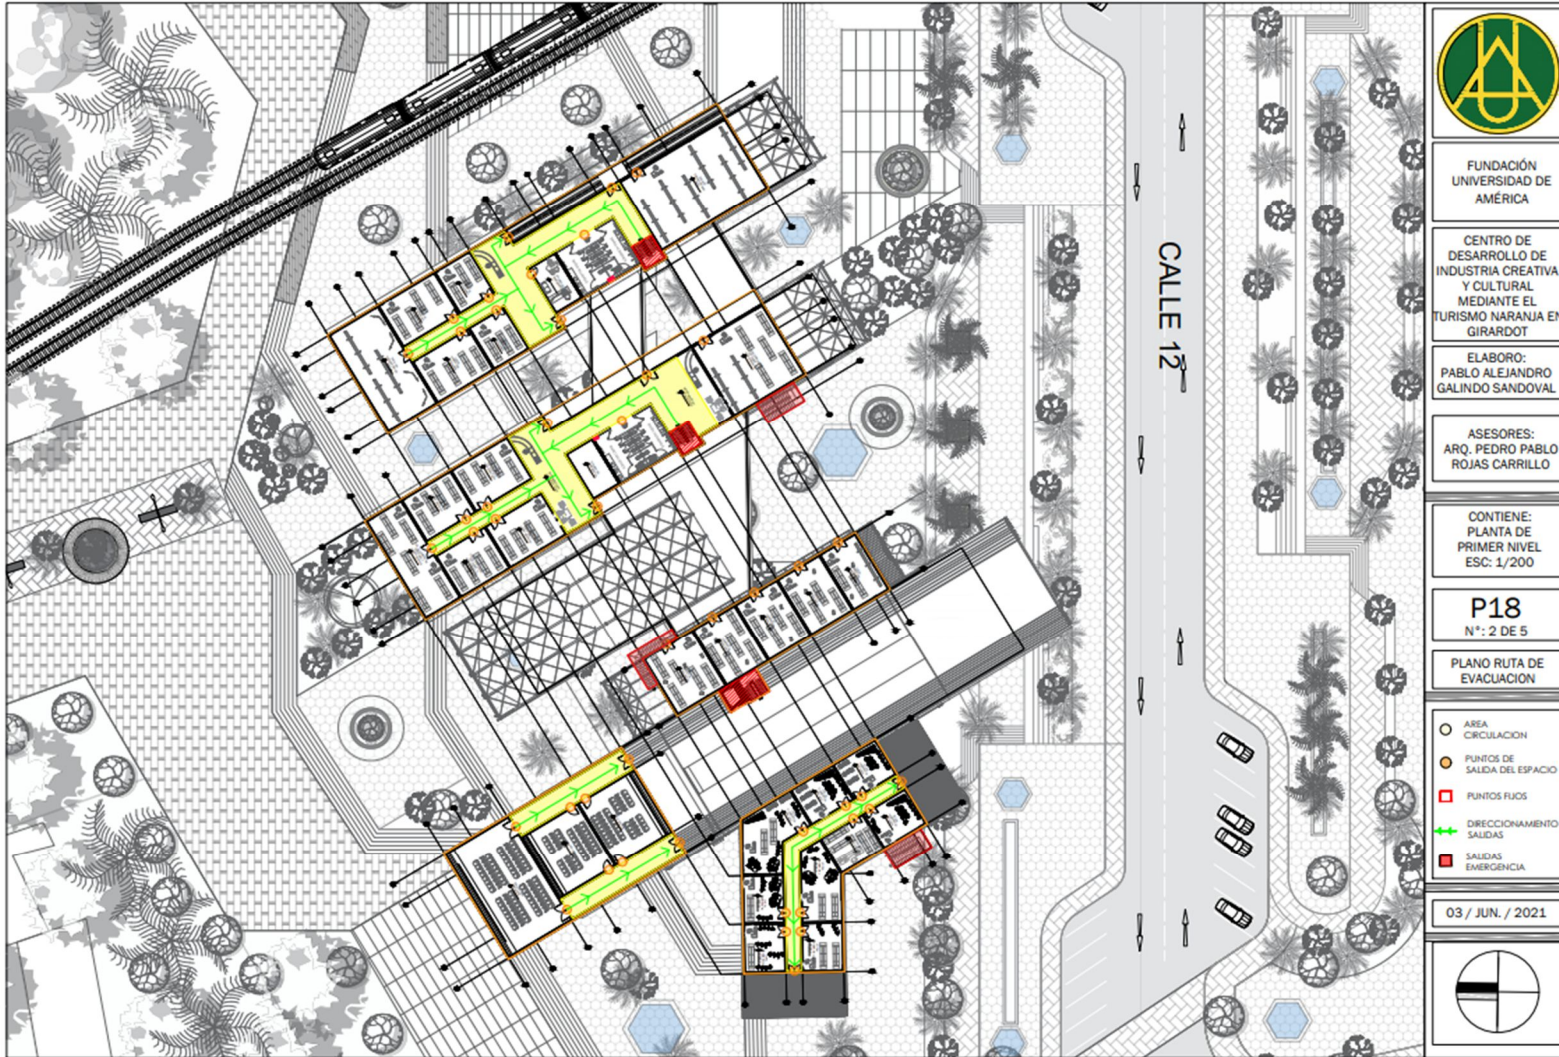 CALLE 12
FUNDACIÓN
UNIVERSIDAD DE
AMÉRICA
CENTRO DE
DESARROLLO DE
INDUSTRIA CREATIVA
Y CULTURAL
MEDIANTE EL
TURISMO NARANJA EN
GIRARDOT
ELABORO:
PABLO ALEJANDRO
GALINDO SANDOVAL
ASESORES:
ARQ. PEDRO PABLO
ROJAS CARRILLO
CONTIENE:
PLANTA DE
PRIMER NIVEL
ESC: 1/200
P18
N°: 2 DE 5
PLANO RUTA DE
EVACUACION
AREA
CIRCULACION
PUNTOS DE
SALIDA DEL ESPACIO
PUNTOS FIJOS
DIRECCIONAMIENTO
SALIDAS
SALIDAS
EMERGENCIA
03 / JUN. / 2021